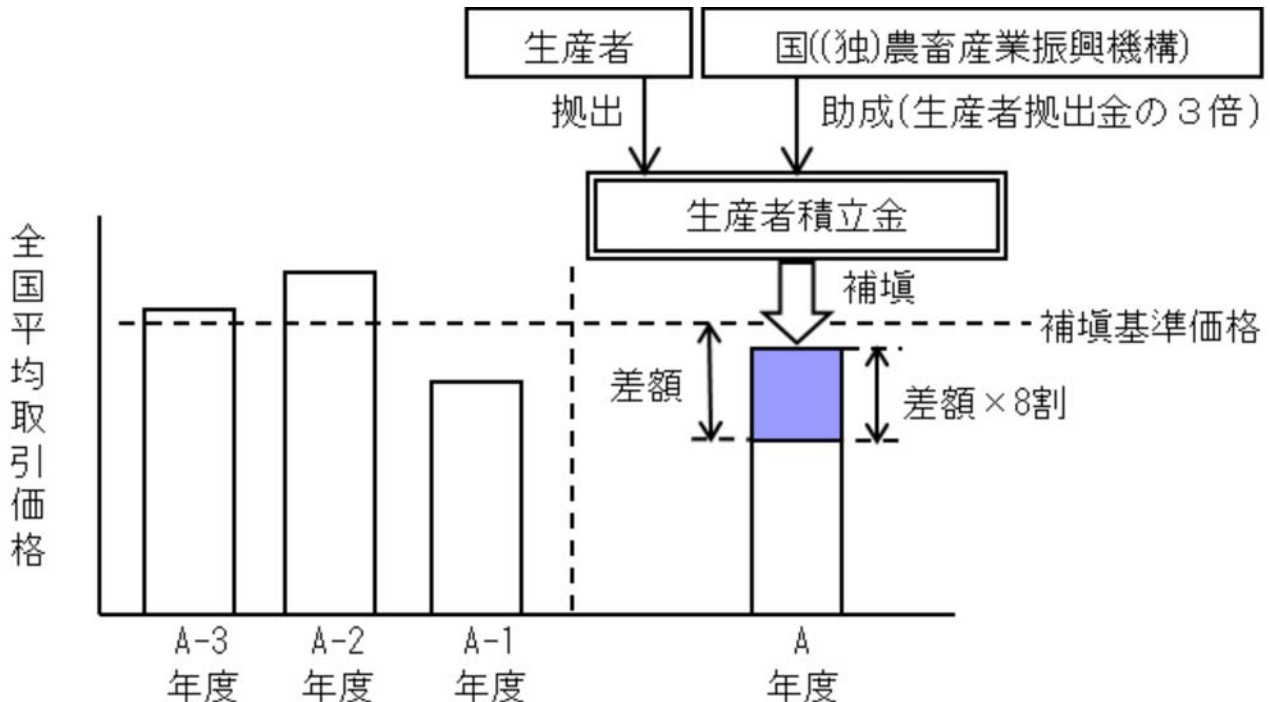 生産者
国((独)農畜産業振興機構)
拠出
助成(生産者拠出金の３倍)
生産者積立金
補塡
補塡基準価格
差額
差額×8割
全国平均取引価格
A-3
年度
A-2
年度
A-1
年度
A
年度